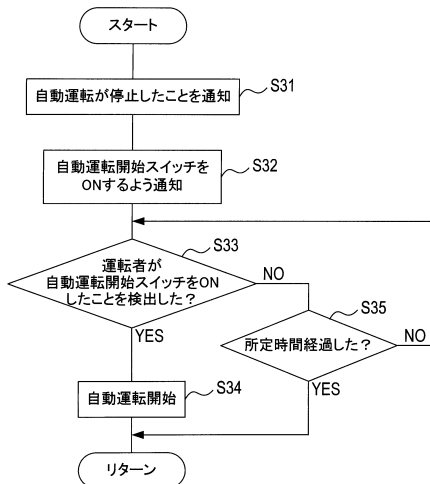 スタート
自動運転が停止したことを通知
S31
自動運転開始スイッチを
ONするよう通知
S32
運転者が
自動運転開始スイッチをON
したことを検出した？
S33
NO
YES
所定時間経過した？
S35
NO
YES
自動運転開始
S34
リターン